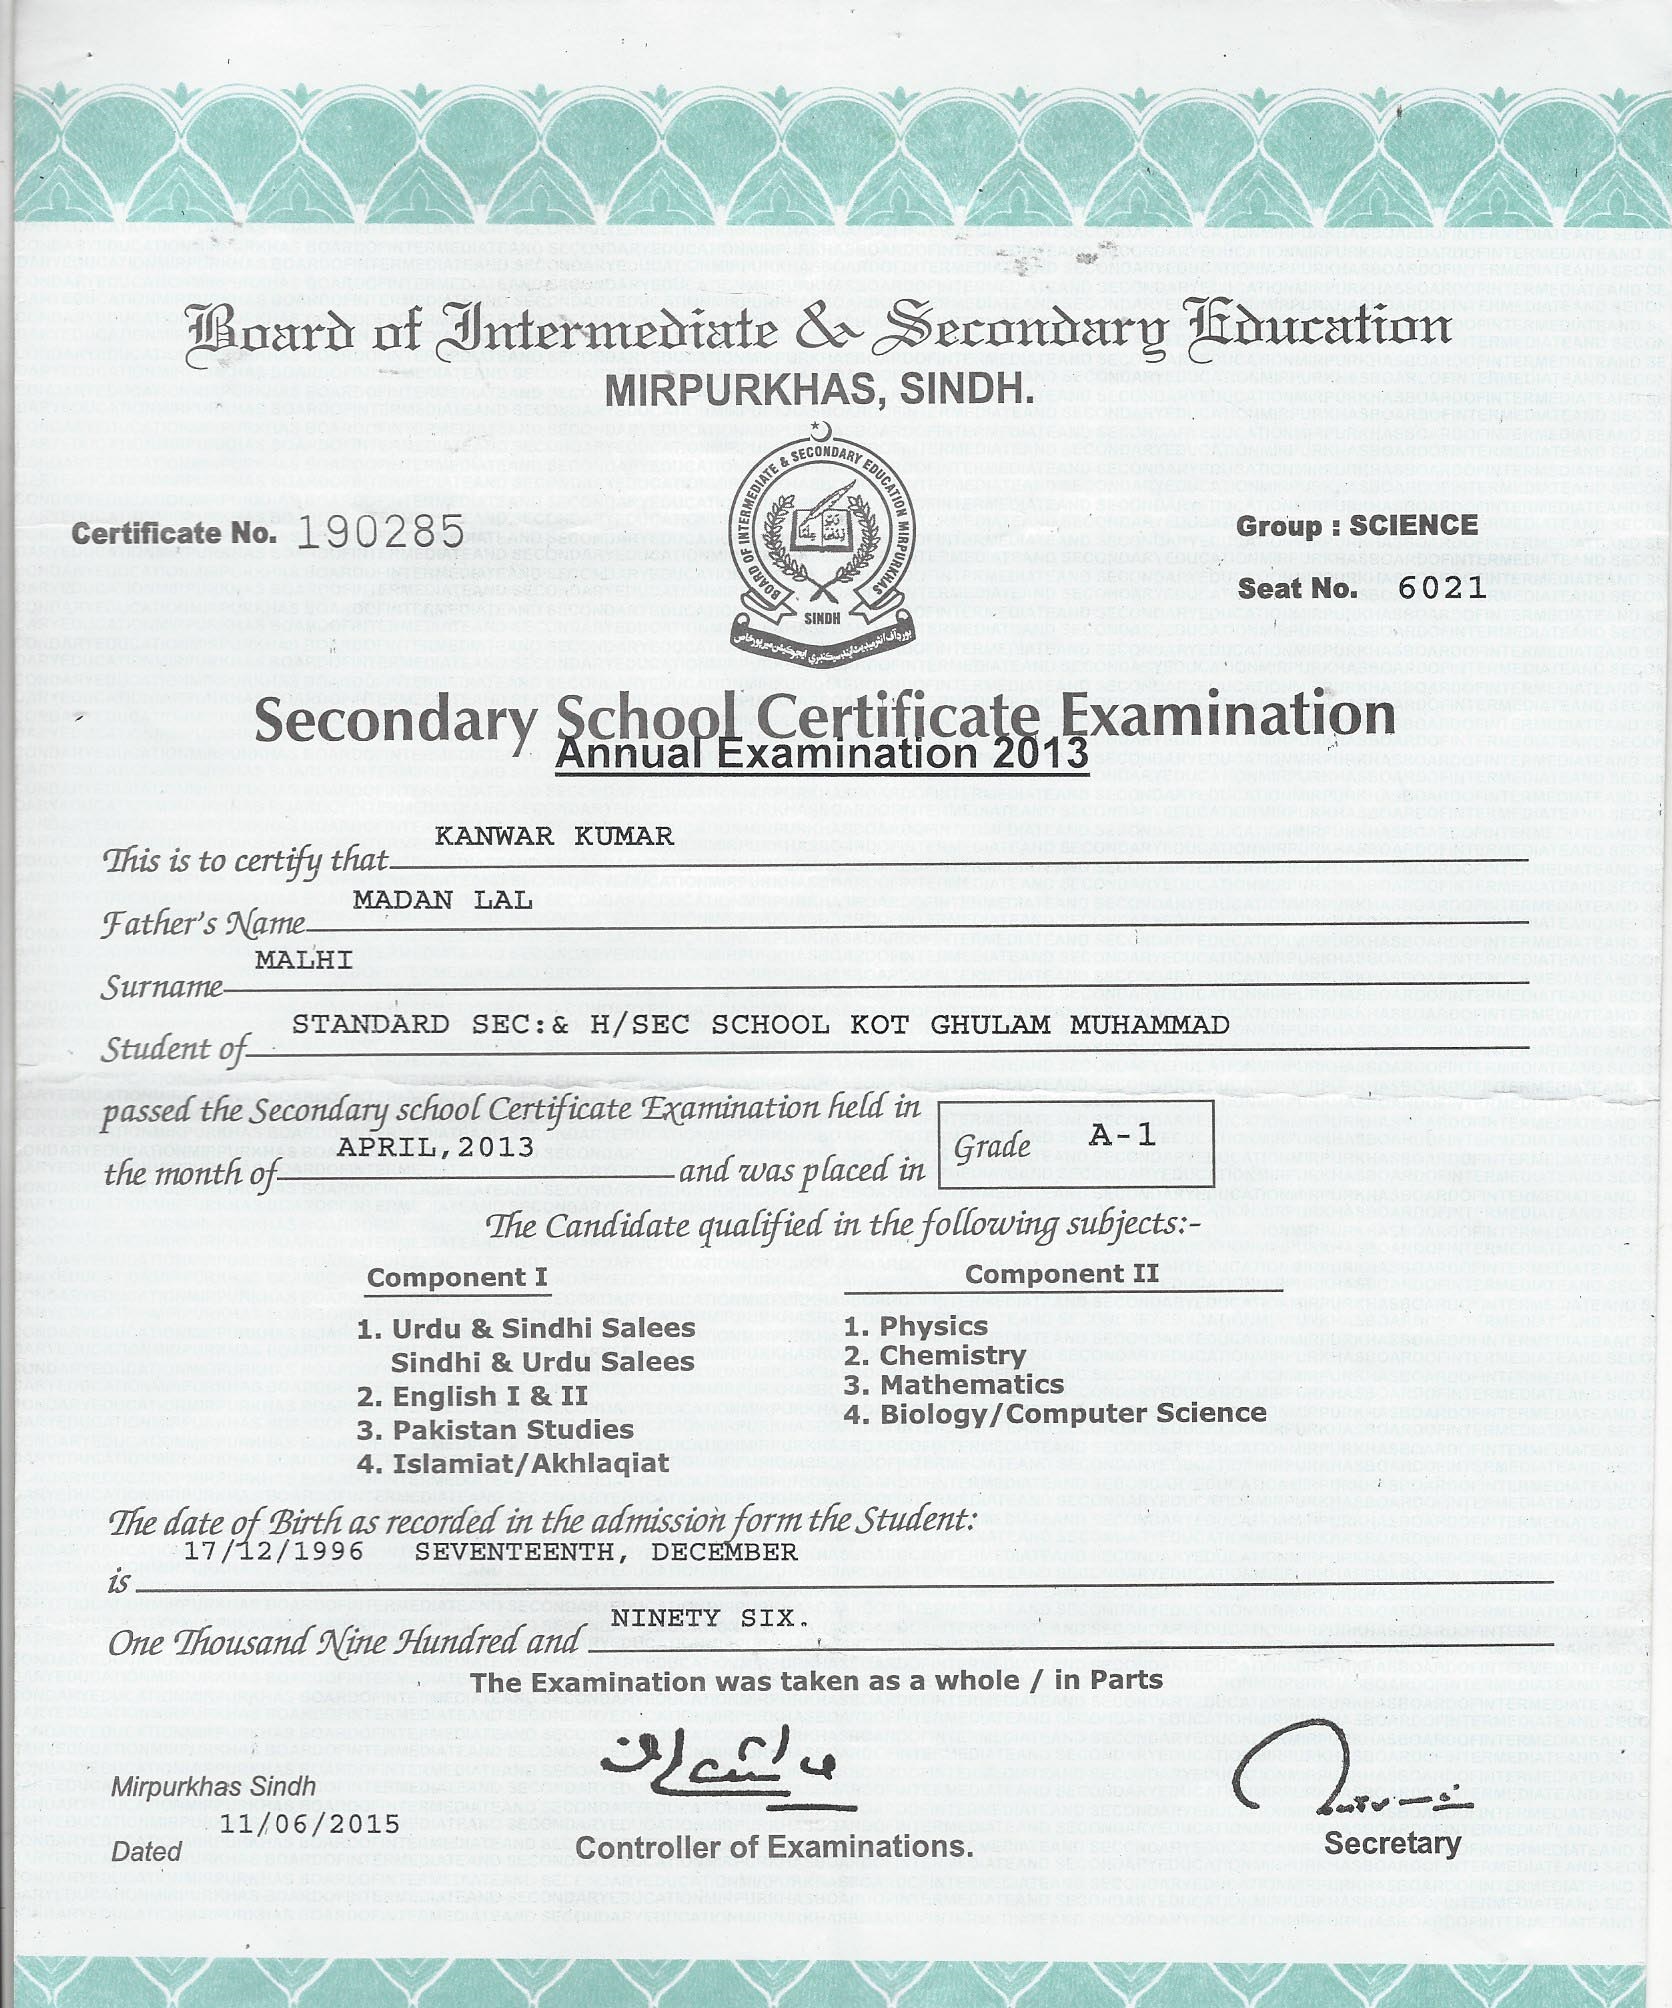 Board of Intermediate & Secondary Education
MIRPURKHAS, SINDH.
BOARD OF INTERMEDIATE & SECONDARY EDUCATION MIRPURKHAS
SINDH
Certificate No. 190285
Group : SCIENCE
Seat No. 6021
Secondary School Certificate Examination
Annual Examination 2013
This is to certify that KANWAR KUMAR
Father's Name MADAN LAL
Surname MALHI
Student of STANDARD SEC:& H/SEC SCHOOL KOT GHULAM MUHAMMAD
passed the Secondary school Certificate Examination held in
the month of APRIL,2013 and was placed in Grade A-1
The Candidate qualified in the following subjects:-
Component I
1. Urdu & Sindhi Salees
Sindhi & Urdu Salees
2. English I & II
3. Pakistan Studies
4. Islamiat/Akhlaqiat
Component II
1. Physics
2. Chemistry
3. Mathematics
4. Biology/Computer Science
The date of Birth as recorded in the admission form the Student:
is 17/12/1996 SEVENTEENTH, DECEMBER
One Thousand Nine Hundred and NINETY SIX.
The Examination was taken as a whole / in Parts
Mirpurkhas Sindh
Dated 11/06/2015
Controller of Examinations.
Secretary